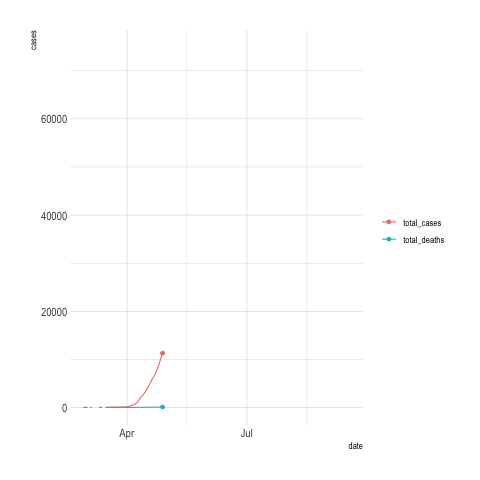 cases
60000
40000
20000
0
Apr Jul
date
total_cases
total_deaths